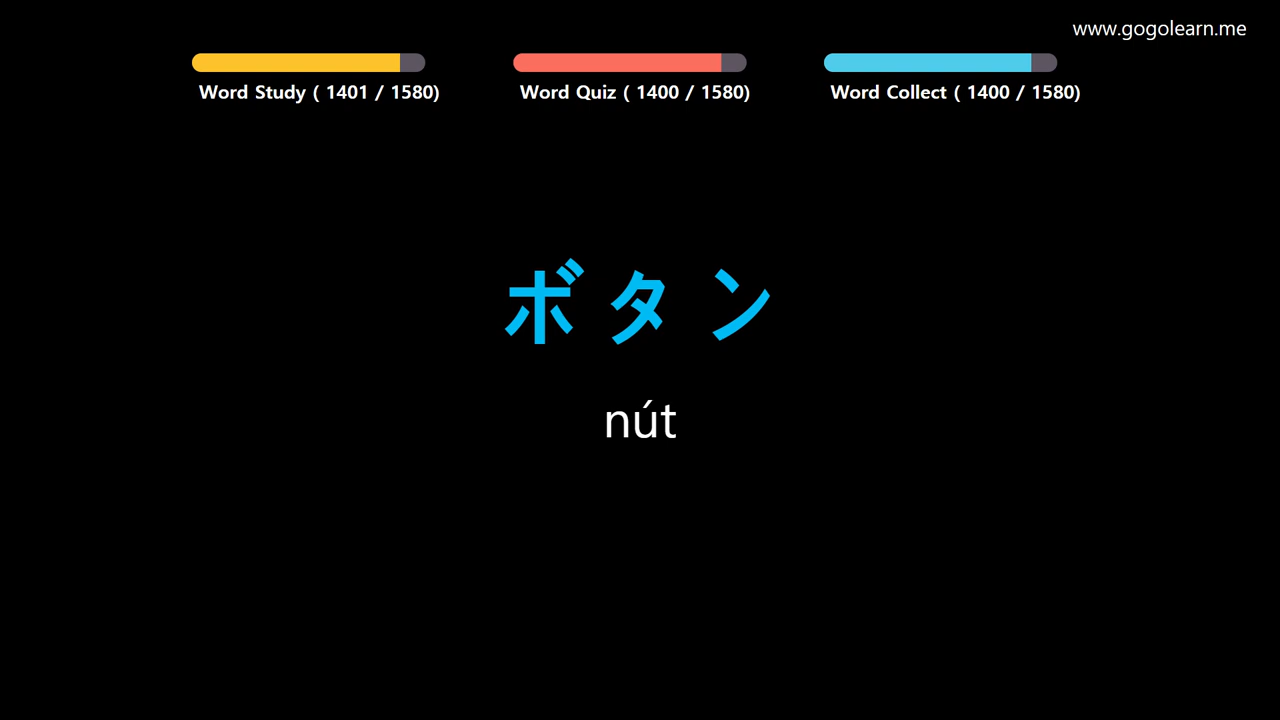 www.gogolearn.me
Word Study ( 1401 / 1580)
Word Quiz ( 1400 / 1580)
Word Collect ( 1400 / 1580)
ボタン
nút